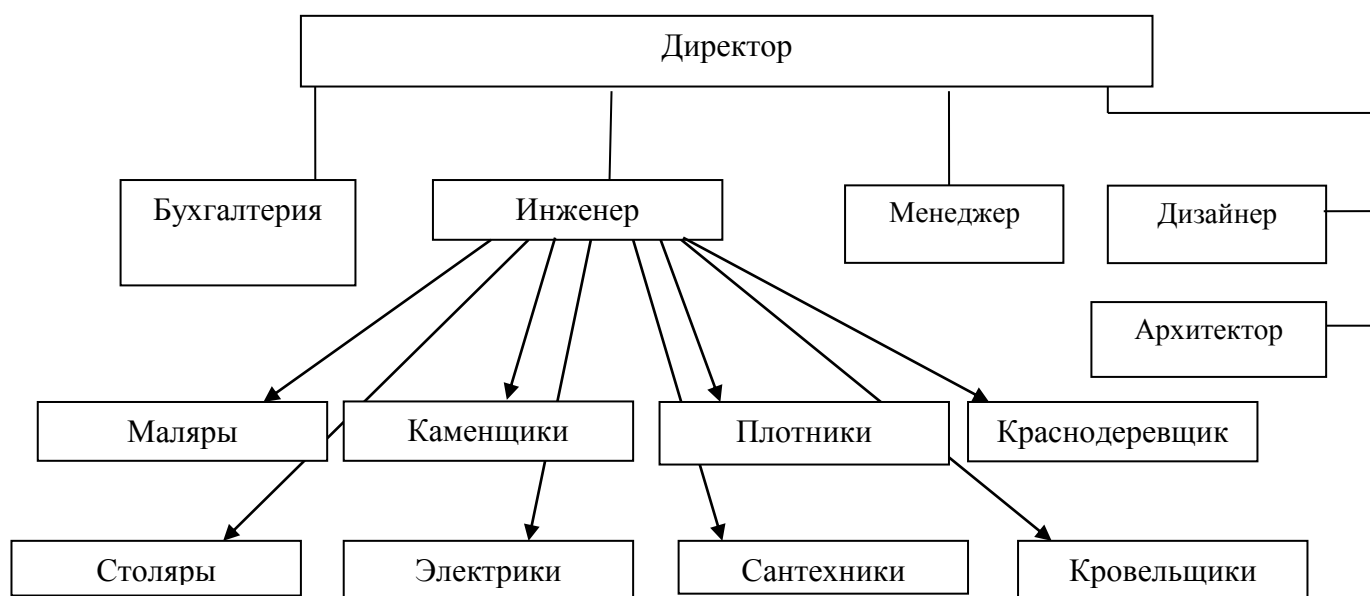 Директор
Бухгалтерия
Инженер
Менеджер
Дизайнер
Архитектор
Маляры
Каменщики
Плотники
Краснодеревщик
Столяры
Электрики
Сантехники
Кровельщики